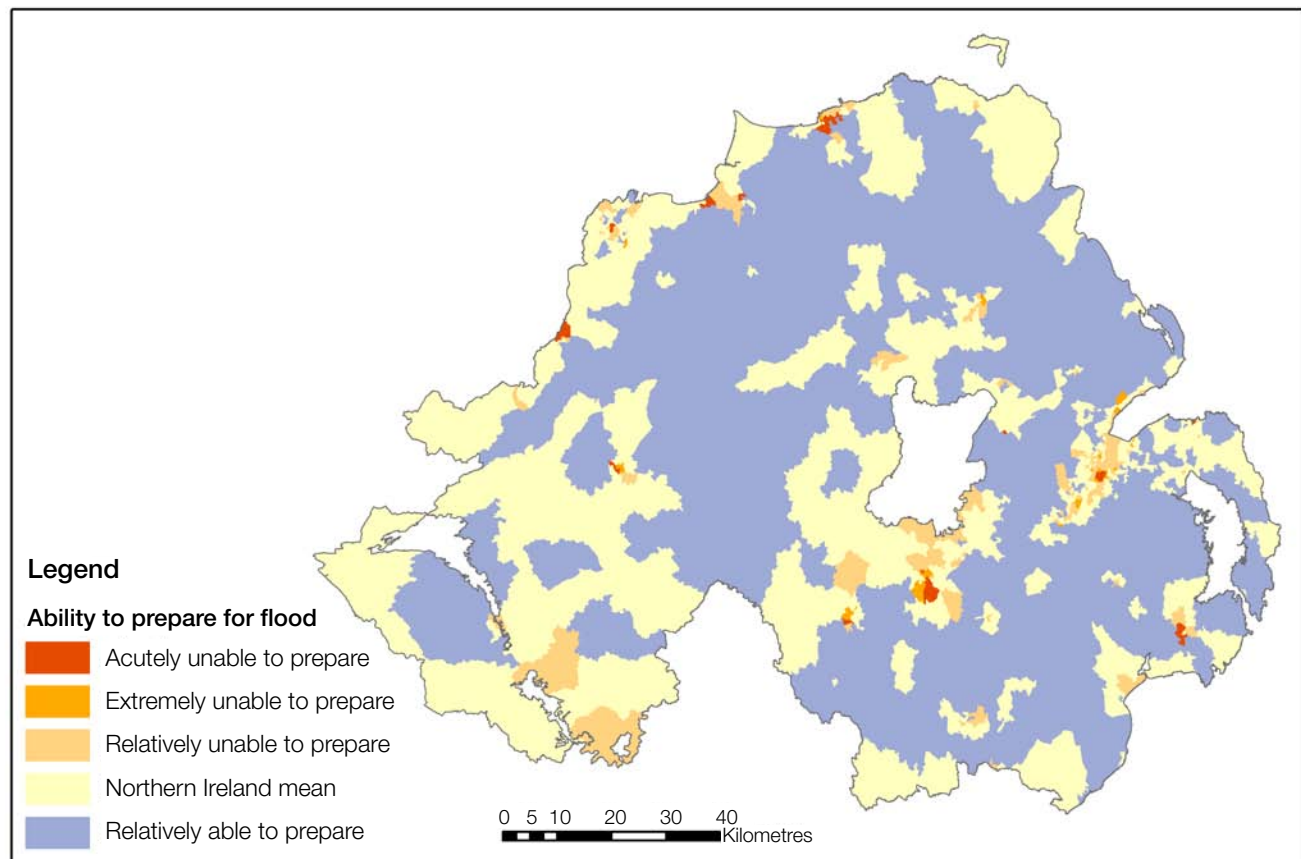 Legend
Ability to prepare for flood
Acutely unable to prepare
Extremely unable to prepare
Relatively unable to prepare
Northern Ireland mean
Relatively able to prepare
0 5 10 20 30 40
Kilometres